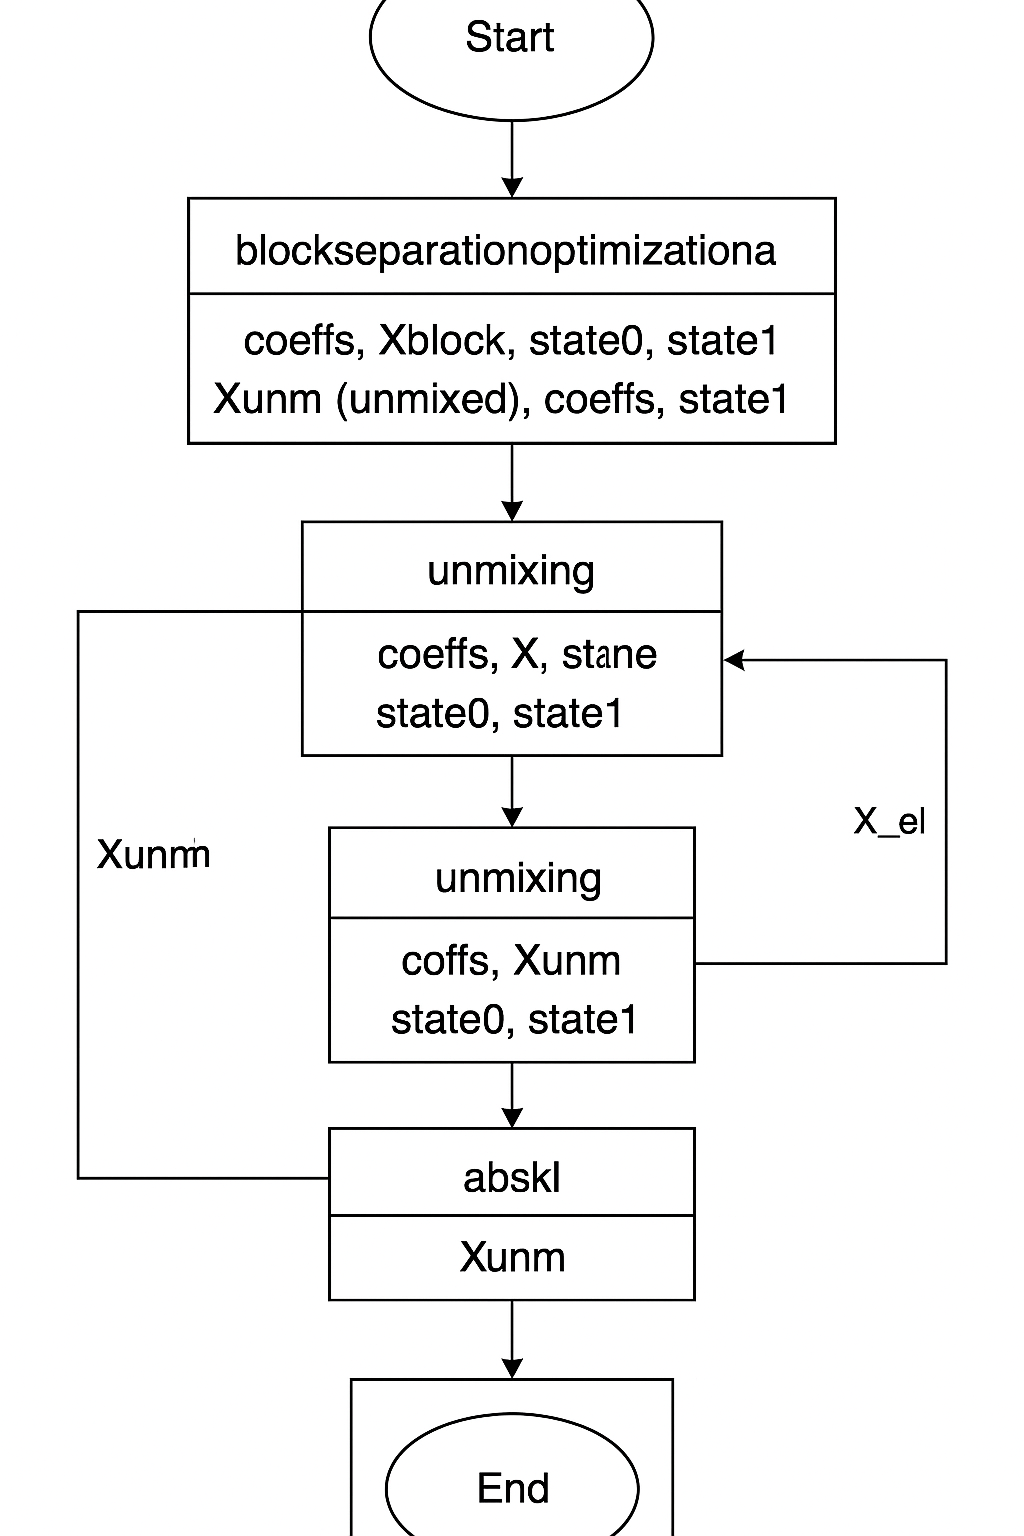 Start
blockseparationoptimizationa
coeffs, Xblock, state0, state1
Xunm (unmixed), coeffs, state1
unmixing
coeffs, X, stane
state0, state1
X_el
unmixing
coffs, Xunm
state0, state1
abskl
Xunm
End